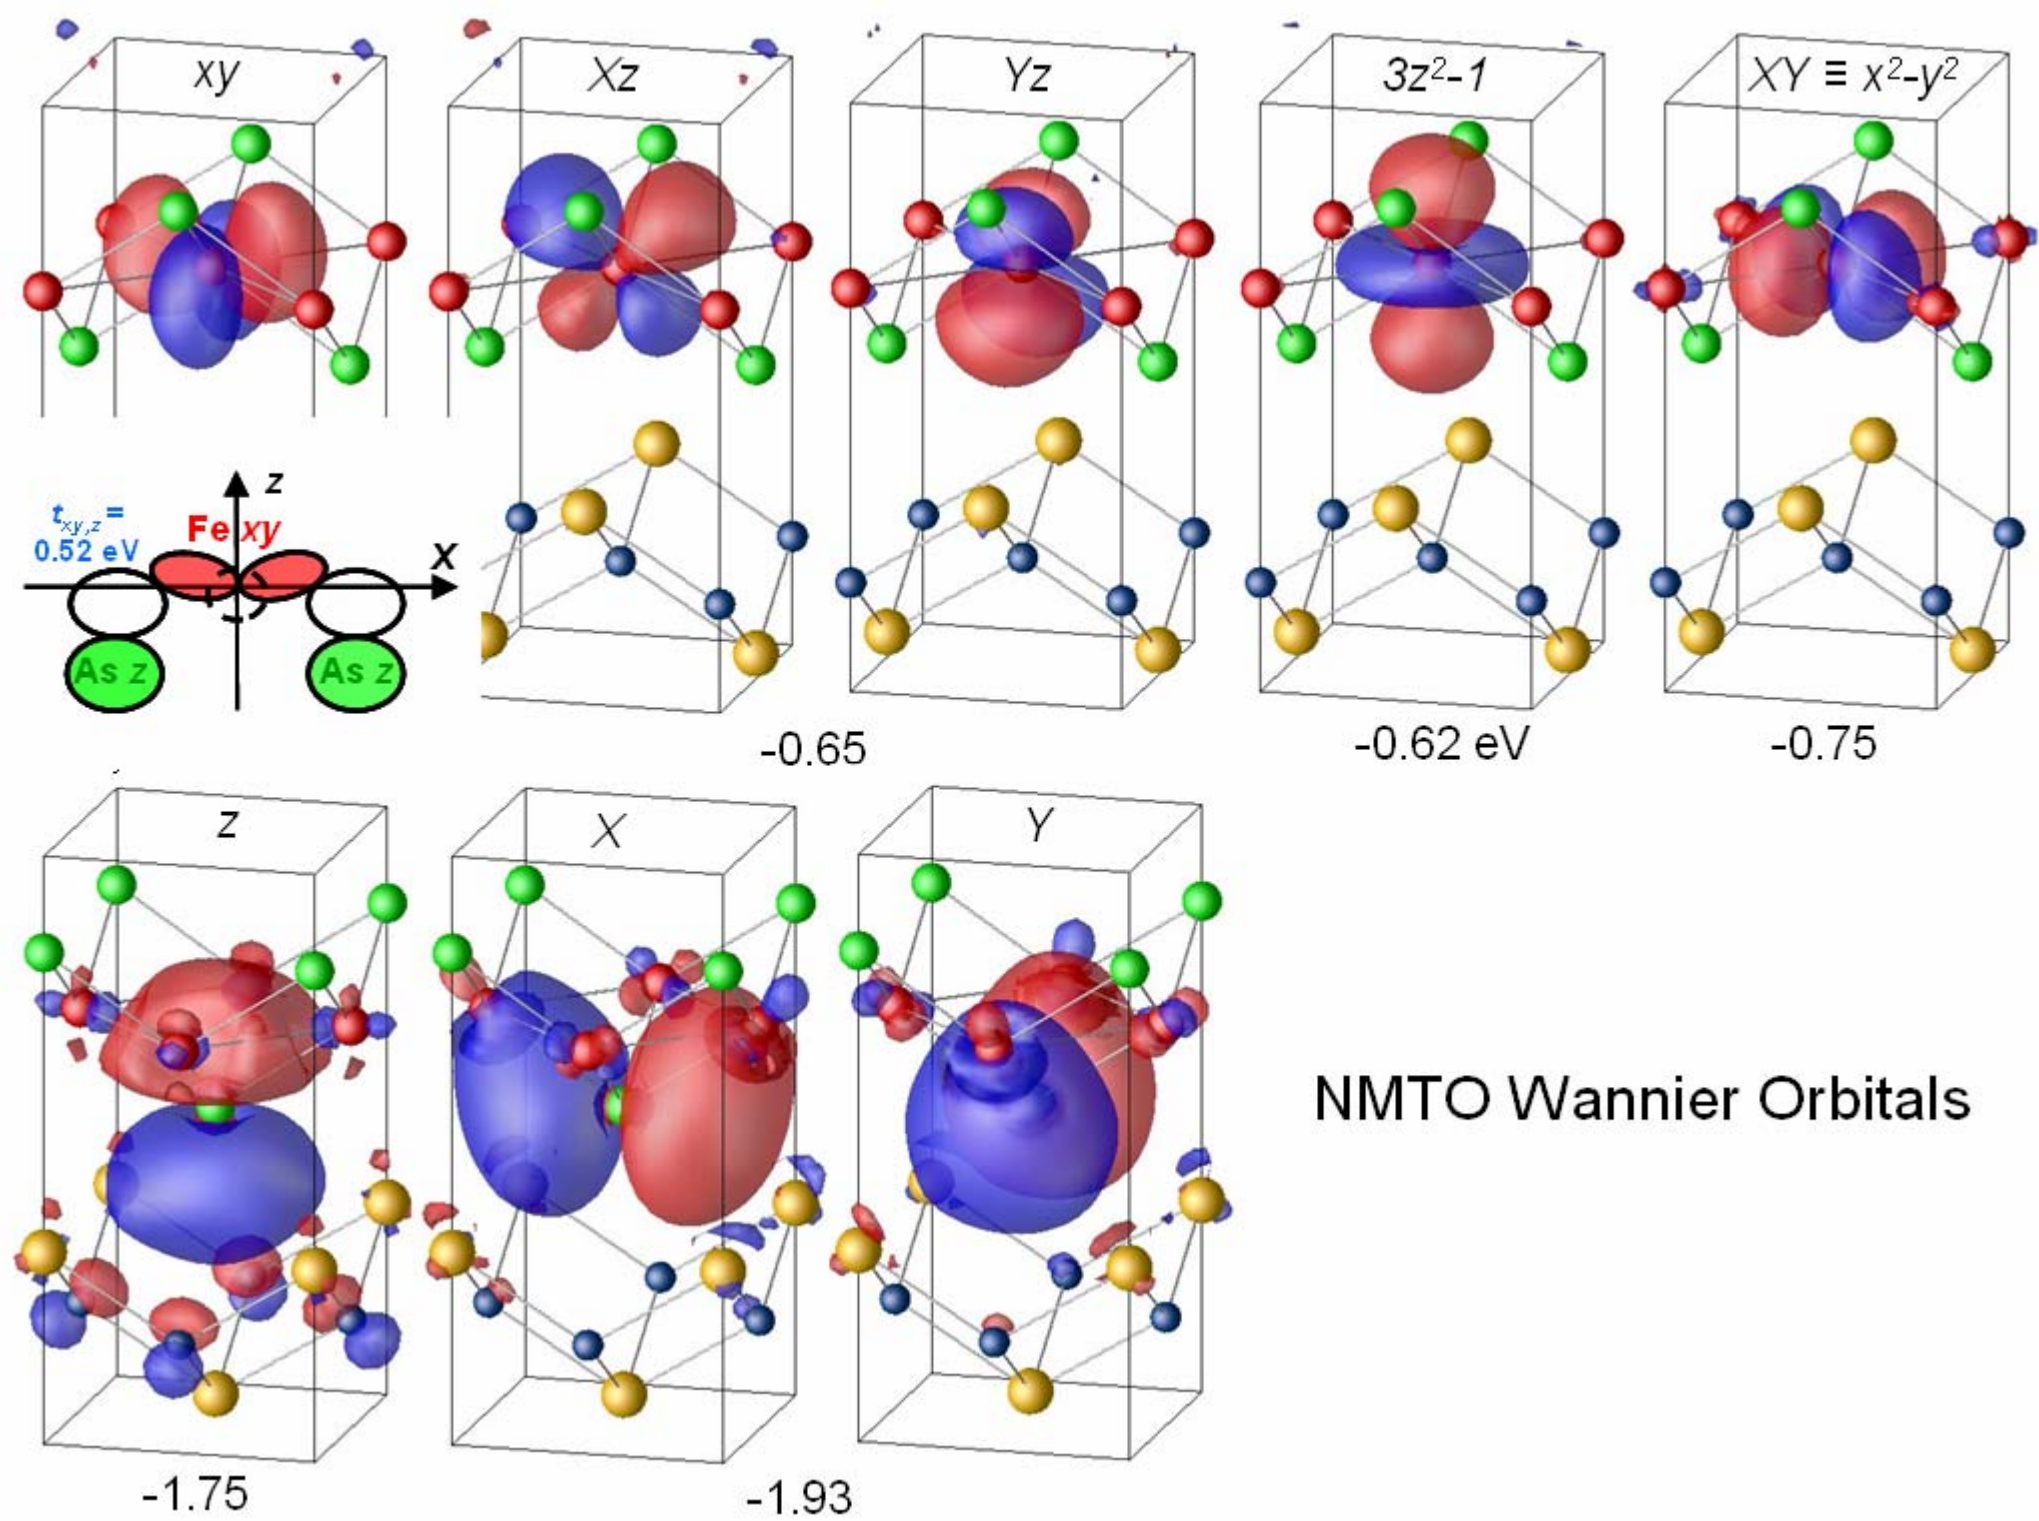 xy
Xz
Yz
3z²-1
XY ≡ x²-y²
t_xy,z =
0.52 eV
Fe xy
z
x
As z
As z
-0.65
-0.62 eV
-0.75
z
X
Y
NMTO Wannier Orbitals
-1.75
-1.93